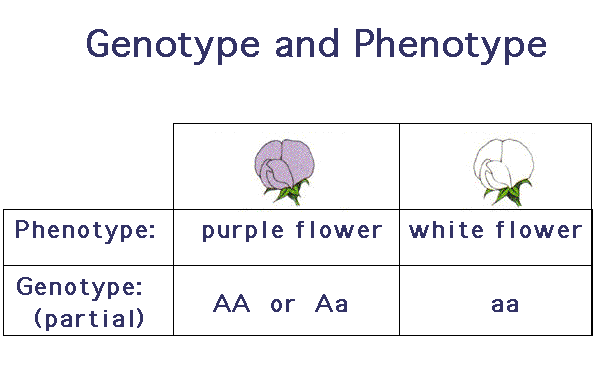 Genotype and Phenotype
Phenotype: purple flower white flower
Genotype:
(partial) AA or Aa aa